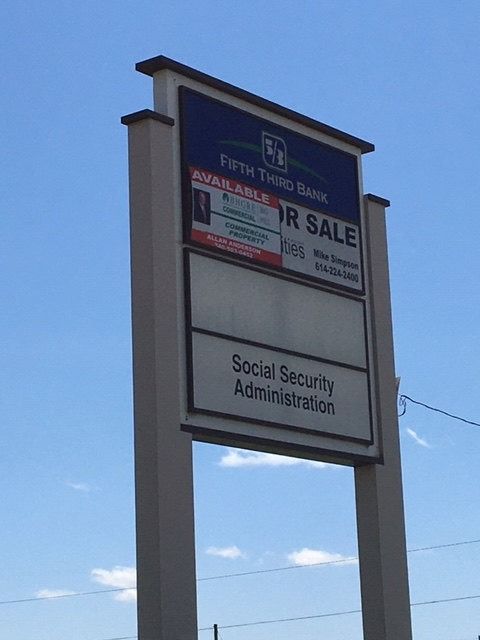 5/3
FIFTH THIRD BANK
AVAILABLE
COMMERCIAL
COMMERCIAL
PROPERTY
ALLAN ANDERSON
OR SALE
ties
Mike Simpson
614-224-2400
Social Security
Administration